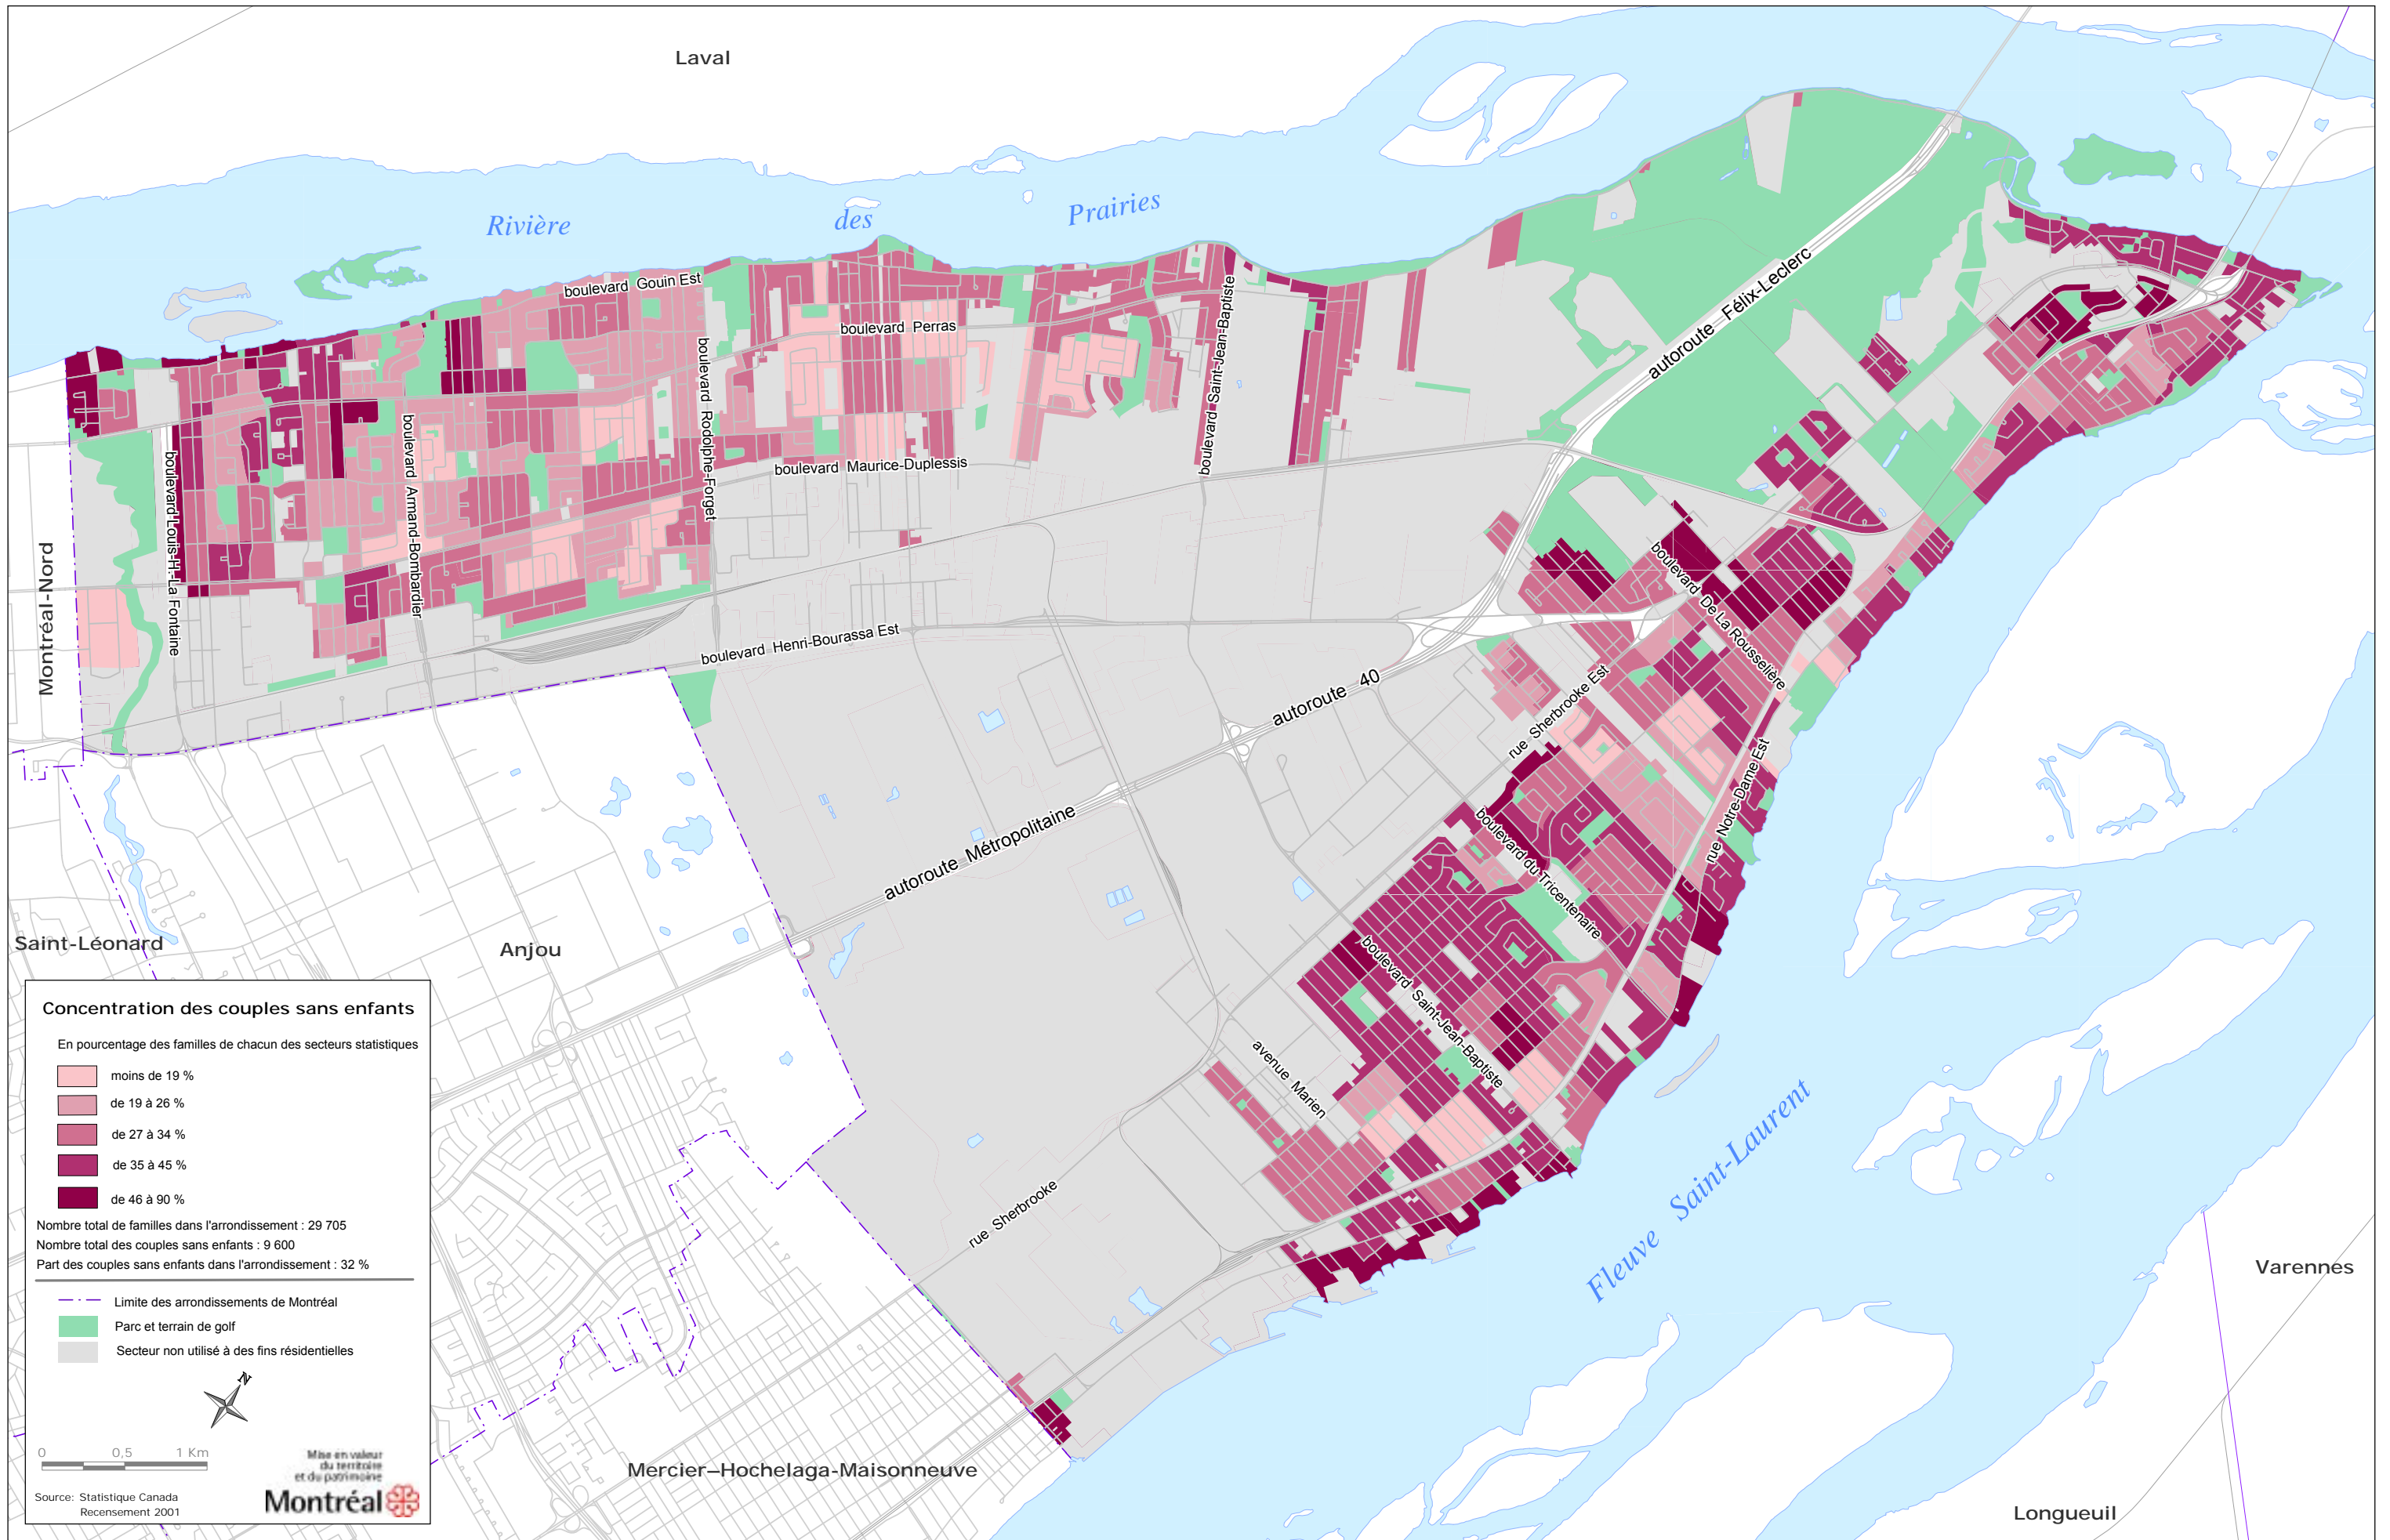 Laval
Rivière des Prairies
boulevard Gouin Est
boulevard Perras
boulevard Saint-Jean-Baptiste
autoroute Félix-Leclerc
boulevard Rodolphe-Forget
boulevard Maurice-Duplessis
boulevard Armand-Bombardier
boulevard Louis-H.-La Fontaine
Montréal-Nord
boulevard Henri-Bourassa Est
boulevard De La Rousselière
autoroute 40
rue Sherbrooke Est
rue Notre-Dame Est
autoroute Métropolitaine
boulevard du Tricentenaire
Saint-Léonard
Anjou
boulevard Saint-Jean-Baptiste
avenue Marien
rue Sherbrooke
Fleuve Saint-Laurent
Varennes
Mercier–Hochelaga-Maisonneuve
Longueuil
Concentration des couples sans enfants
En pourcentage des familles de chacun des secteurs statistiques
moins de 19 %
de 19 à 26 %
de 27 à 34 %
de 35 à 45 %
de 46 à 90 %
Nombre total de familles dans l'arrondissement : 29 705
Nombre total des couples sans enfants : 9 600
Part des couples sans enfants dans l'arrondissement : 32 %
Limite des arrondissements de Montréal
Parc et terrain de golf
Secteur non utilisé à des fins résidentielles
N
0 0,5 1 Km
Mise en valeur
du territoire
et du patrimoine
Montréal
Source: Statistique Canada
Recensement 2001